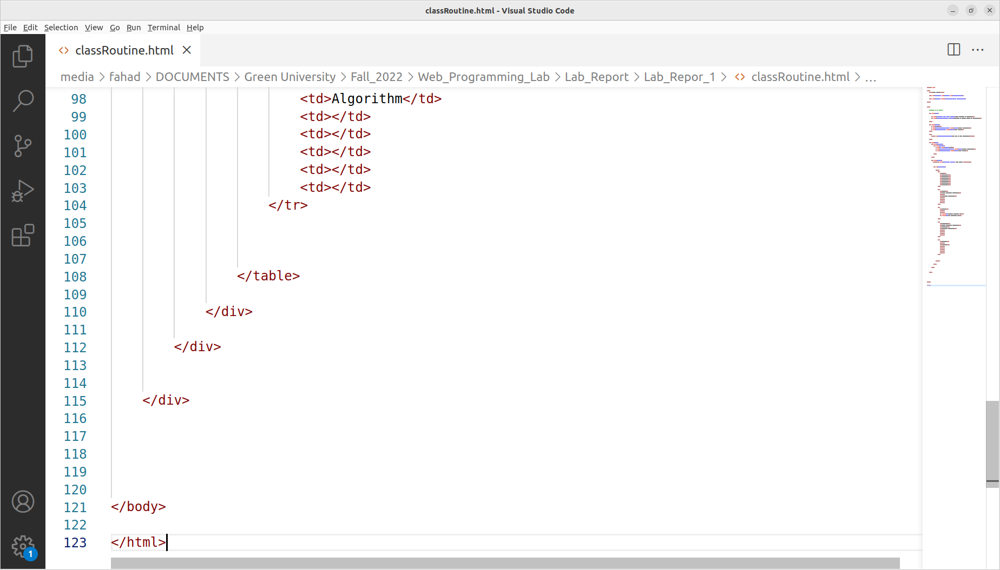 classRoutine.html - Visual Studio Code
File Edit Selection View Go Run Terminal Help
<> classRoutine.html
media > fahad > DOCUMENTS > Green University > Fall_2022 > Web_Programming_Lab > Lab_Report > Lab_Repor_1 > <> classRoutine.html > ...
98 <td>Algorithm</td>
99 <td></td>
100 <td></td>
101 <td></td>
102 <td></td>
103 <td></td>
104 </tr>
105
106
107
108 </table>
109
110 </div>
111
112 </div>
113
114
115 </div>
116
117
118
119
120
121 </body>
122
123 </html>
1